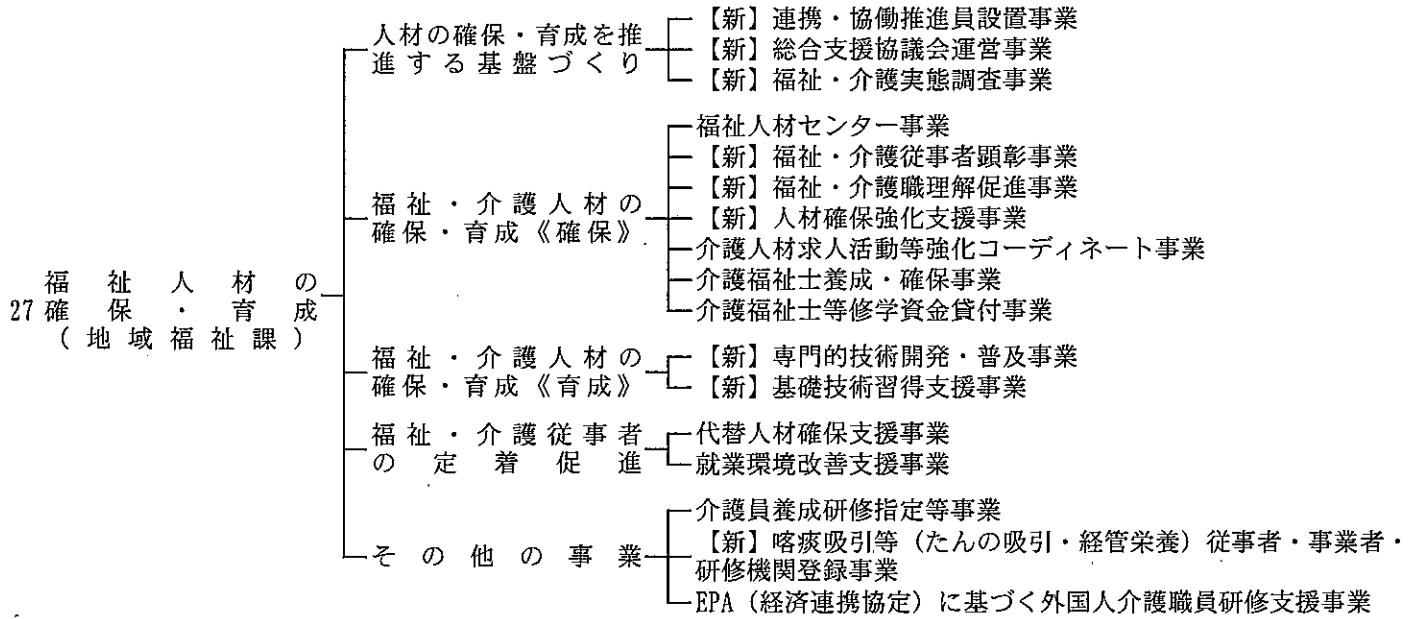 27 福祉人材の確保・育成
(地域福祉課)
人材の確保・育成を推
進する基盤づくり
【新】連携・協働推進員設置事業
【新】総合支援協議会運営事業
【新】福祉・介護実態調査事業
福祉・介護人材の
確保・育成《確保》
福祉人材センター事業
【新】福祉・介護従事者顕彰事業
【新】福祉・介護職理解促進事業
【新】人材確保強化支援事業
介護人材求人活動等強化コーディネート事業
介護福祉士養成・確保事業
介護福祉士等修学資金貸付事業
福祉・介護人材の
確保・育成《育成》
【新】専門的技術開発・普及事業
【新】基礎技術習得支援事業
福祉・介護従事者
の定着促進
代替人材確保支援事業
就業環境改善支援事業
その他の事業
介護員養成研修指定等事業
【新】喀痰吸引等(たんの吸引・経管栄養)従事者・事業者・
研修機関登録事業
EPA(経済連携協定)に基づく外国人介護職員研修支援事業